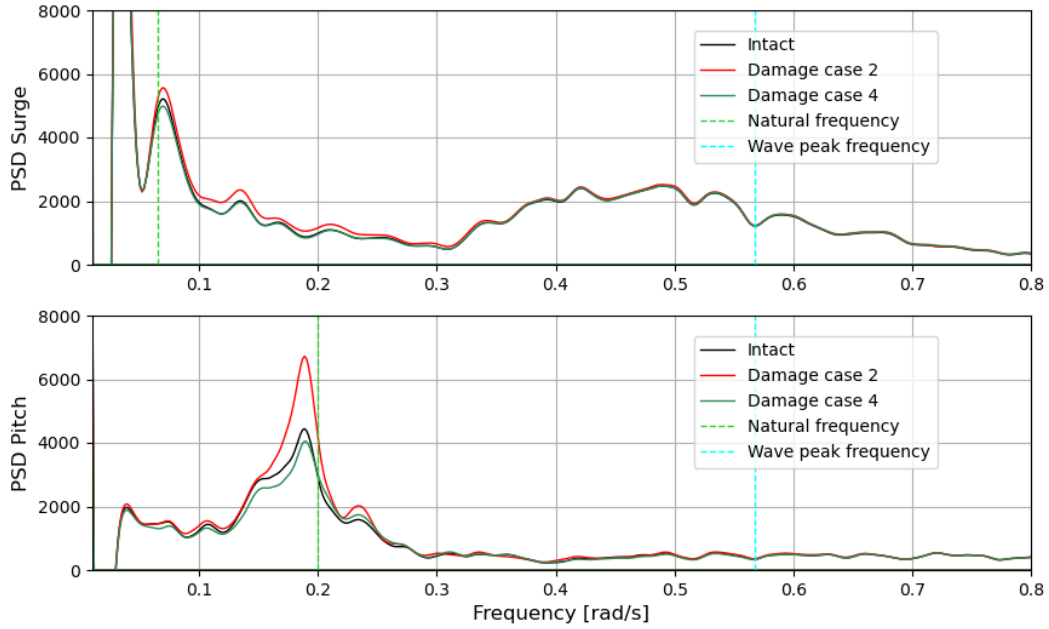 8000
6000
4000
2000
0
PSD Surge
Intact
Damage case 2
Damage case 4
Natural frequency
Wave peak frequency
0.1 0.2 0.3 0.4 0.5 0.6 0.7 0.8
8000
6000
4000
2000
0
PSD Pitch
Intact
Damage case 2
Damage case 4
Natural frequency
Wave peak frequency
0.1 0.2 0.3 0.4 0.5 0.6 0.7 0.8
Frequency [rad/s]